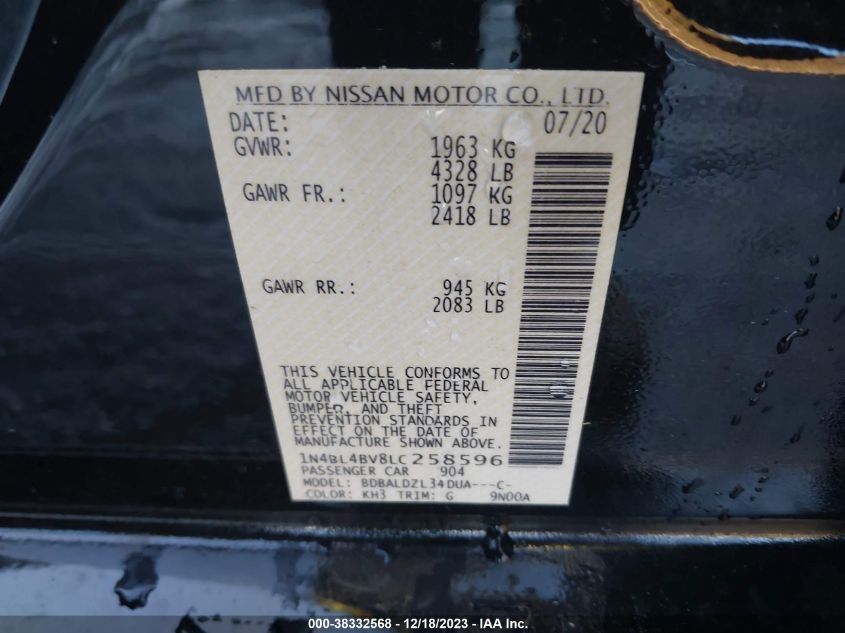 MFD BY NISSAN MOTOR CO., LTD.
DATE: 07/20
GVWR: 1963 KG
4328 LB
GAWR FR.: 1097 KG
2418 LB
GAWR RR.: 945 KG
2083 LB
THIS VEHICLE CONFORMS TO
ALL APPLICABLE FEDERAL
MOTOR VEHICLE SAFETY,
BUMPER, AND THEFT
PREVENTION STANDARDS IN
EFFECT ON THE DATE OF
MANUFACTURE SHOWN ABOVE.
1N4BL4BV8LC258596
PASSENGER CAR 904
MODEL: BDBALDZL34DUA---C-
COLOR: KH3 TRIM: G 9N00A
000-38332568 - 12/18/2023 - IAA Inc.